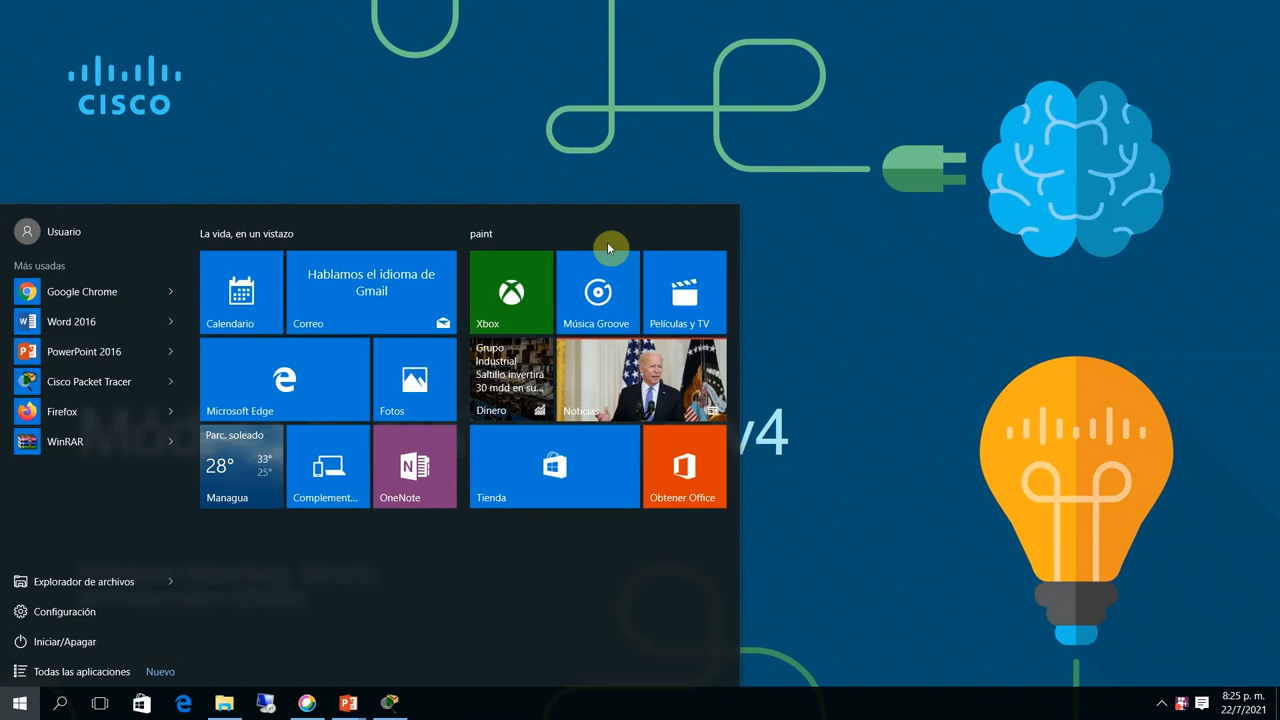 CISCO
Usuario
Más usadas
Google Chrome
Word 2016
PowerPoint 2016
Cisco Packet Tracer
Firefox
WinRAR
Explorador de archivos
Configuración
Iniciar/Apagar
Todas las aplicaciones
Nuevo
La vida, en un vistazo
Calendario
Hablamos el idioma de
Gmail
Correo
Microsoft Edge
Fotos
Parc. soleado
28°
33°
25°
Managua
Complement...
OneNote
paint
Xbox
Música Groove
Películas y TV
Grupo
Industrial
Saltillo invertirá
30 mdd en su...
Dinero
Noticias
Tienda
Obtener Office
v4
8:25 p. m.
22/7/2021